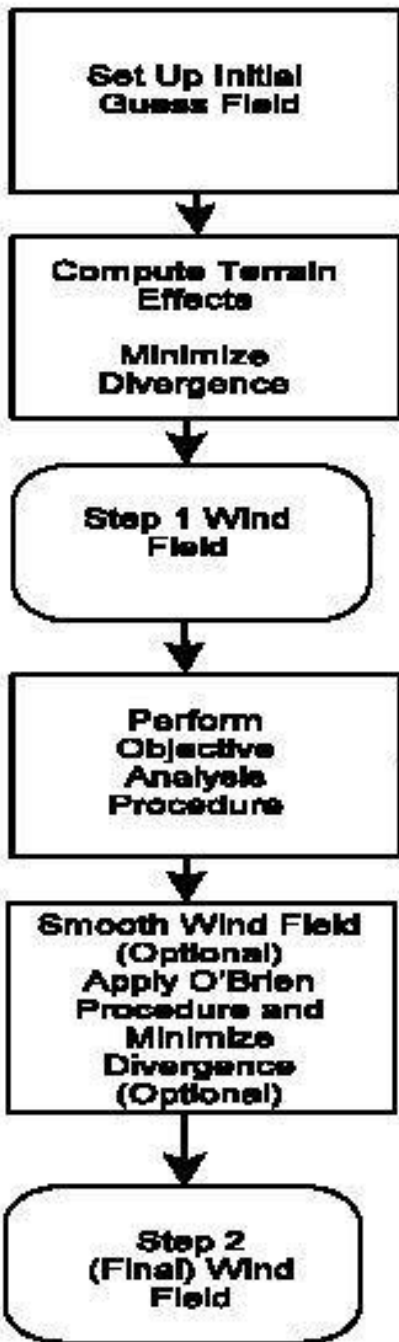 Set Up Initial
Guess Field
Compute Terrain
Effects
Minimize
Divergence
Step 1 Wind
Field
Perform
Objective
Analysis
Procedure
Smooth Wind Field
(Optional)
Apply O'Brien
Procedure and
Minimize
Divergence
(Optional)
Step 2
(Final) Wind
Field